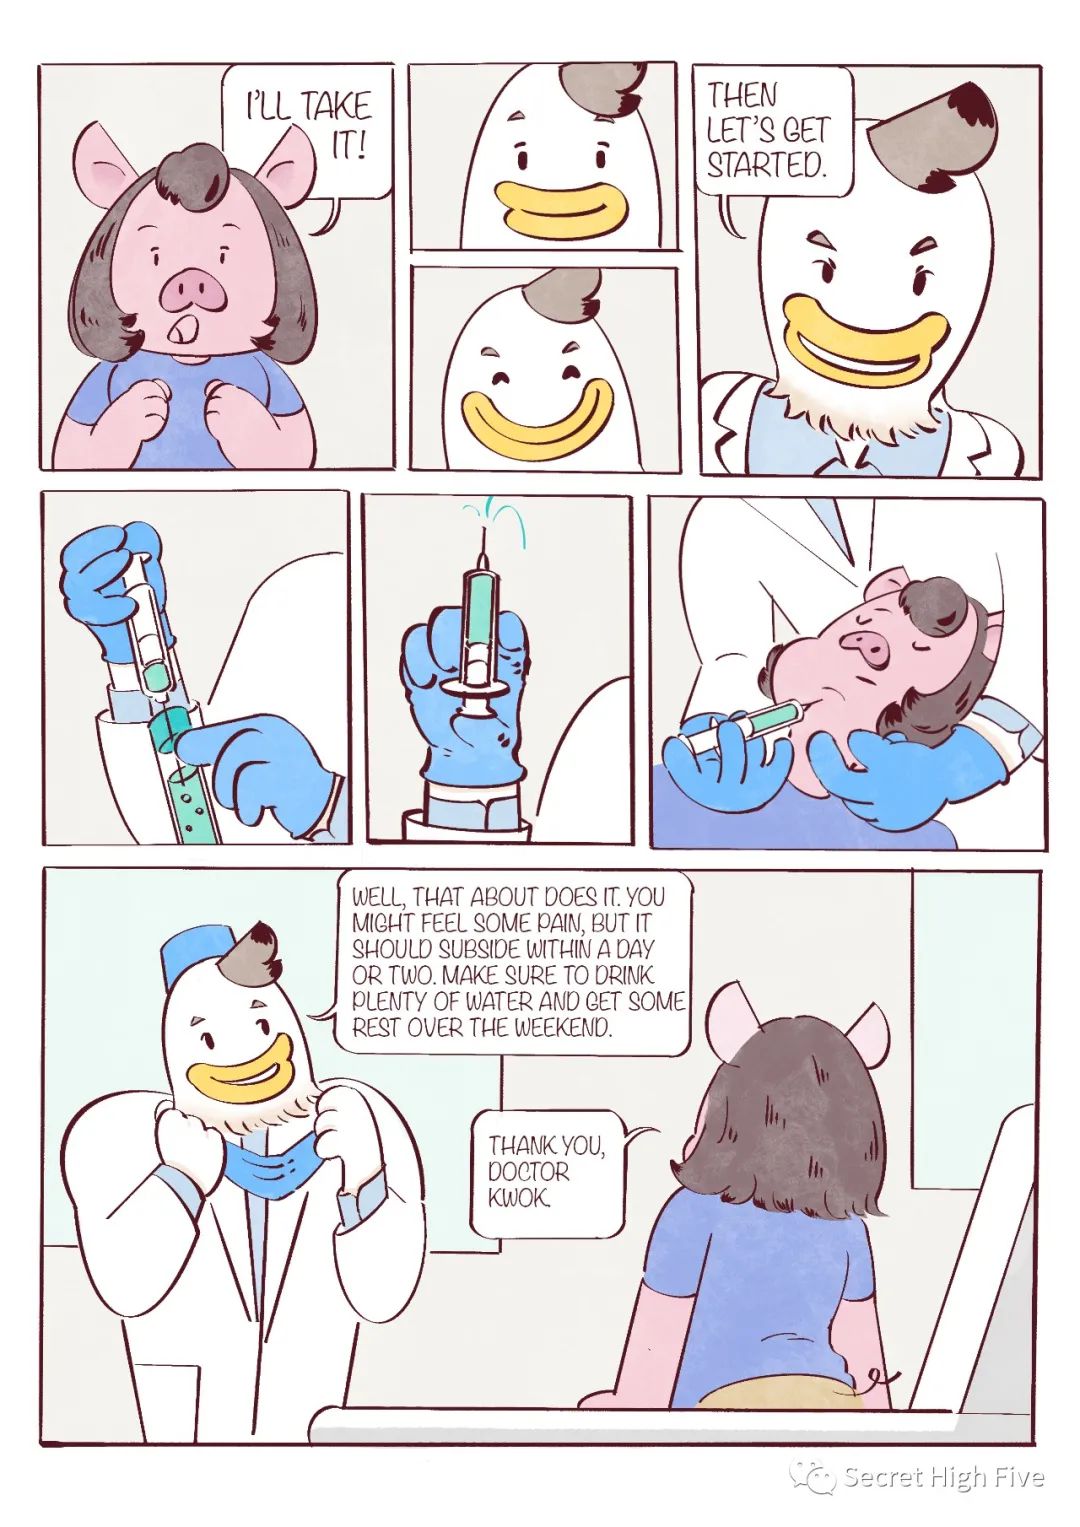 I'LL TAKE
IT!
THEN
LET'S GET
STARTED.
WELL, THAT ABOUT DOES IT. YOU
MIGHT FEEL SOME PAIN, BUT IT
SHOULD SUBSIDE WITHIN A DAY
OR TWO. MAKE SURE TO DRINK
PLENTY OF WATER AND GET SOME
REST OVER THE WEEKEND.
THANK YOU,
DOCTOR
KWOK.
Secret High Five